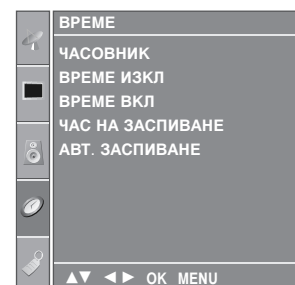 ВРЕМЕ
ЧАСОВНИК
ВРЕМЕ ИЗКЛ
ВРЕМЕ ВКЛ
ЧАС НА ЗАСПИВАНЕ
АВТ. ЗАСПИВАНЕ
▲▼ ◄► OK MENU